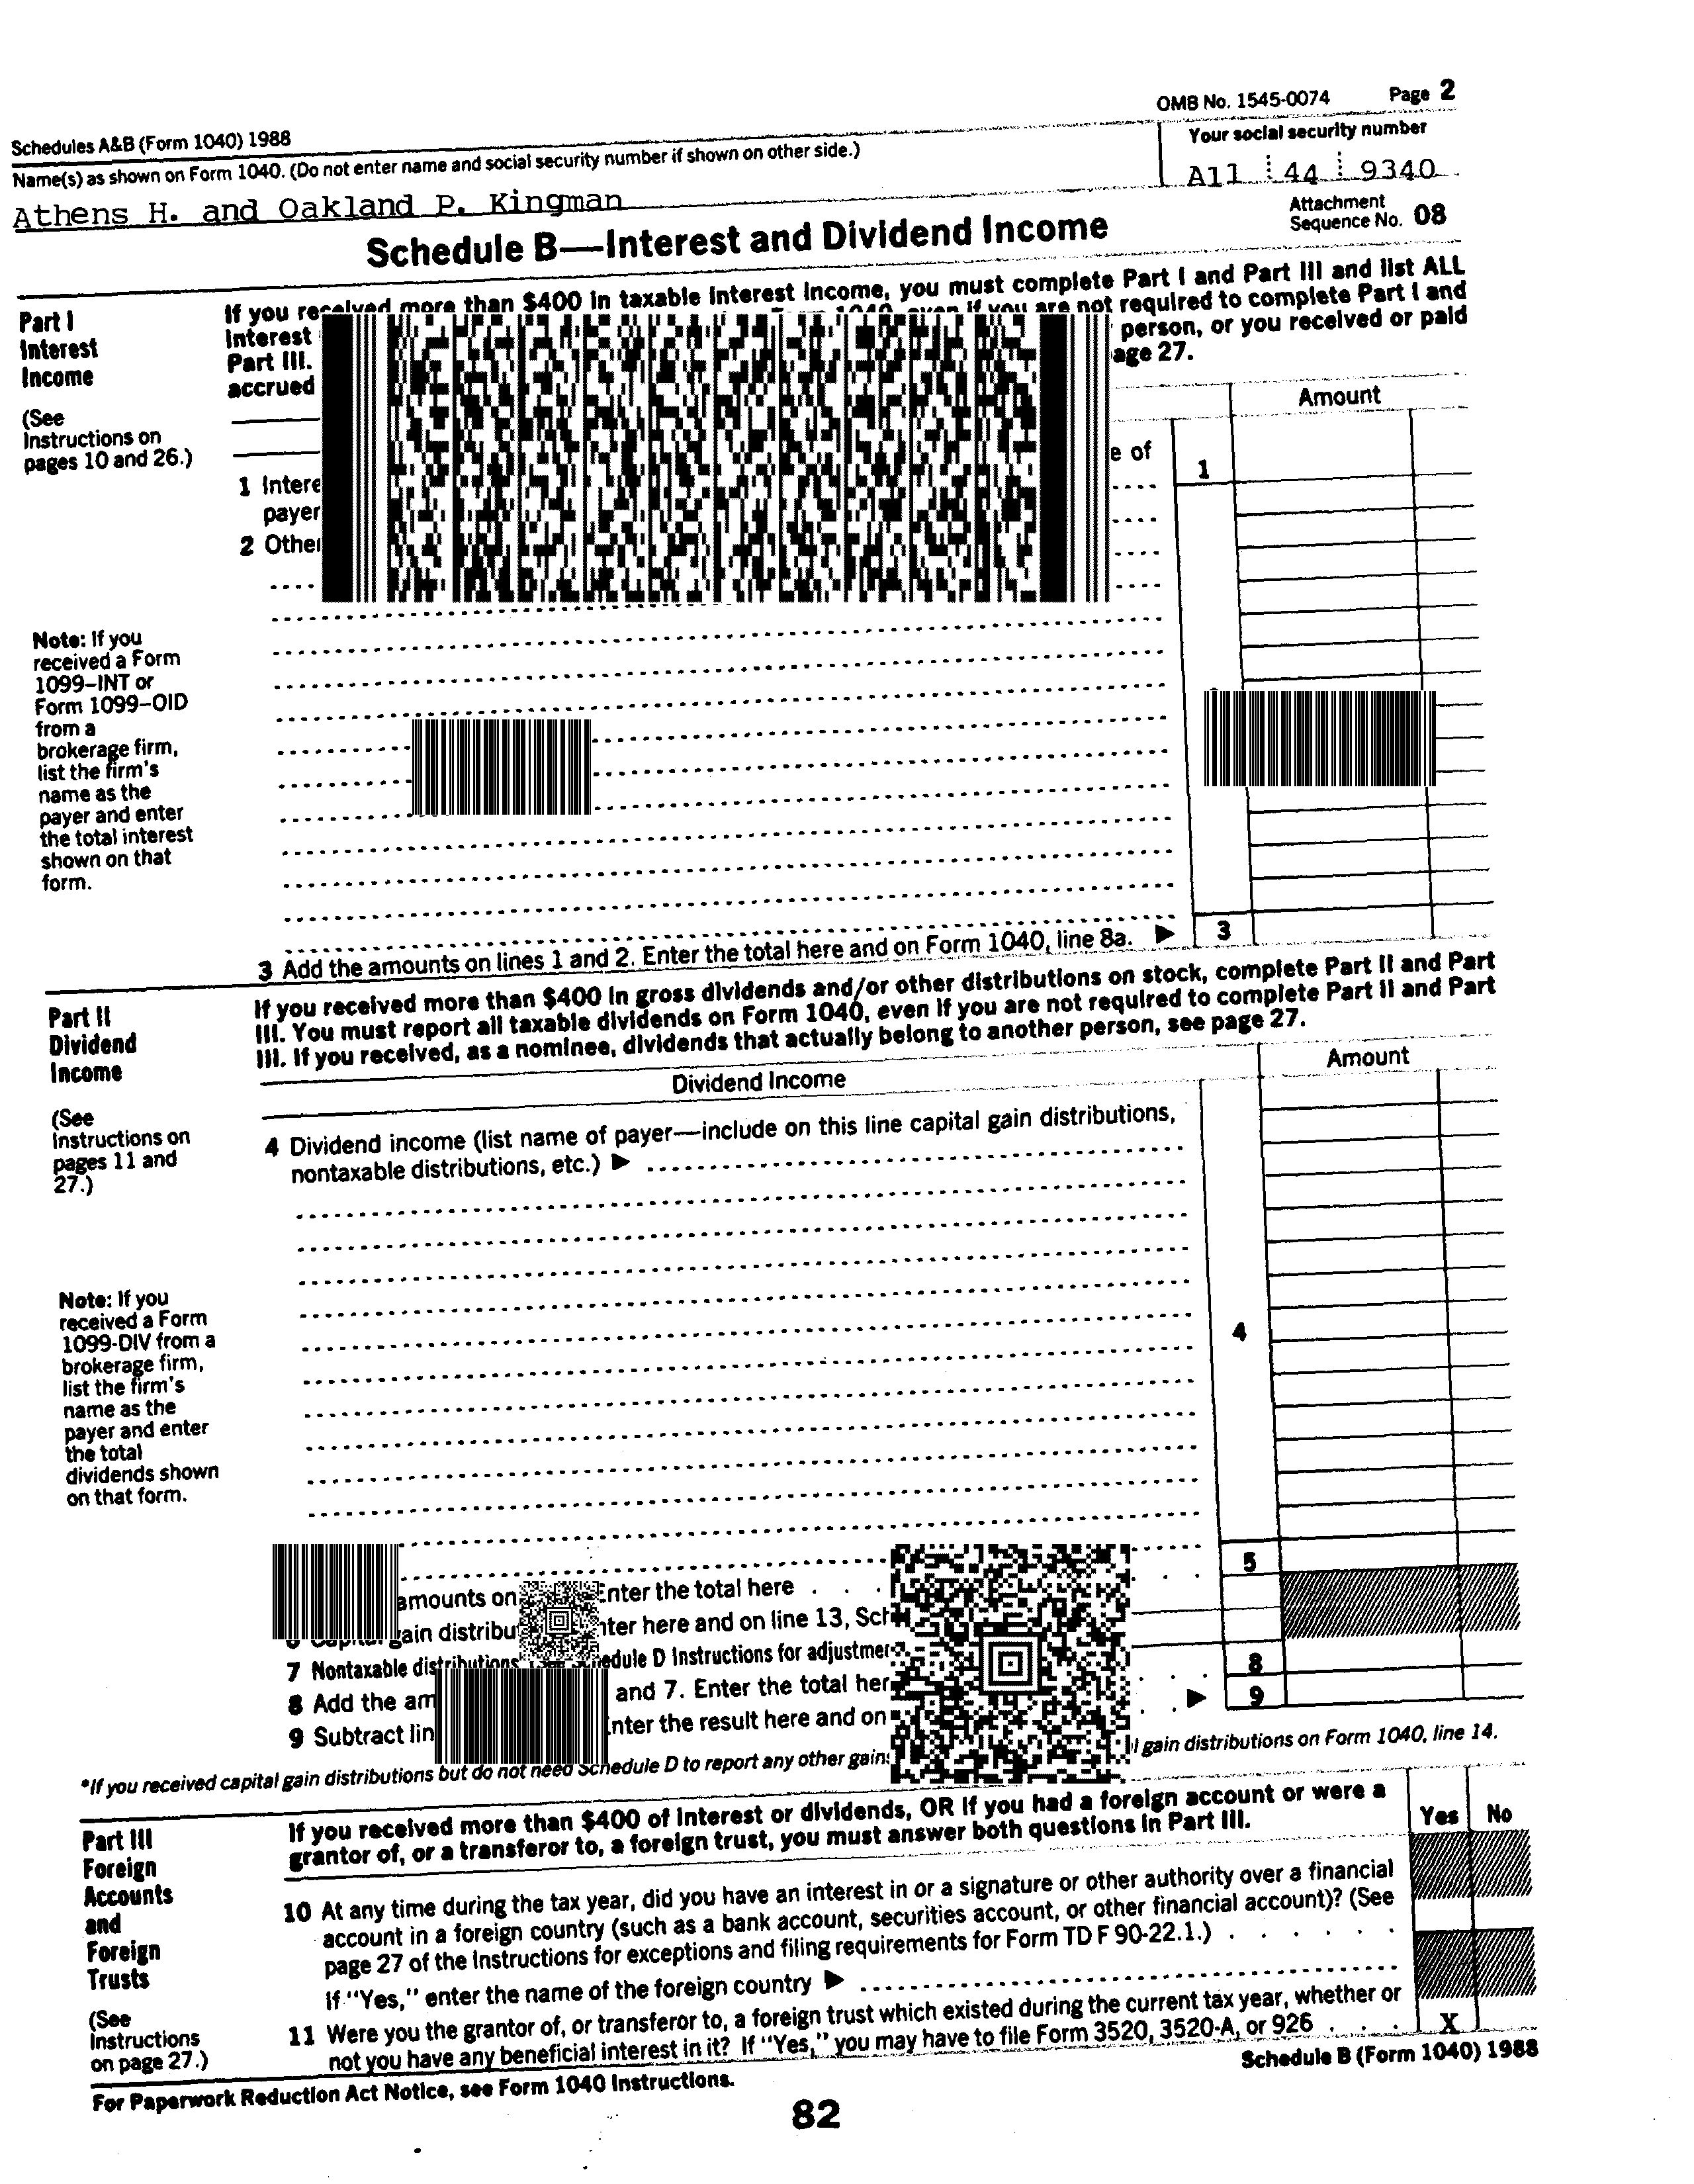 OMB No. 1545-0074 Page 2
Schedules A&B (Form 1040) 1988
Name(s) as shown on Form 1040. (Do not enter name and social security number if shown on other side.)
Your social security number
Athens H. and Oakland P. Kingman
A11 44 9340
Schedule B—Interest and Dividend Income
Attachment
Sequence No. 08
Part I
Interest
Income
(See
Instructions on
pages 10 and 26.)
If you received more than $400 in taxable interest income, you must complete Part I and Part III and list ALL
interest 1040, even if you are not required to complete Part I and
Part III. person, or you received or paid
accrued age 27.
Amount
1 Intere e of
payer
1
2 Other
Note: If you
received a Form
1099–INT or
Form 1099–OID
from a
brokerage firm,
list the firm's
name as the
payer and enter
the total interest
shown on that
form.
3 Add the amounts on lines 1 and 2. Enter the total here and on Form 1040, line 8a. ▶ 3
Part II
Dividend
Income
(See
Instructions on
pages 11 and
27.)
If you received more than $400 in gross dividends and/or other distributions on stock, complete Part II and Part
III. You must report all taxable dividends on Form 1040, even if you are not required to complete Part II and Part
III. If you received, as a nominee, dividends that actually belong to another person, see page 27.
Dividend Income
Amount
4 Dividend income (list name of payer—include on this line capital gain distributions,
nontaxable distributions, etc.) ▶
4
Note: If you
received a Form
1099-DIV from a
brokerage firm,
list the firm's
name as the
payer and enter
the total
dividends shown
on that form.
amounts on Enter the total here . . . 5
Capital gain distribu nter here and on line 13, Sch
7 Nontaxable distributions. (See Schedule D Instructions for adjustmen
8 Add the am and 7. Enter the total her 8
9 Subtract lin nter the result here and on ▶ 9
*If you received capital gain distributions but do not need Schedule D to report any other gains l gain distributions on Form 1040, line 14.
Part III
Foreign
Accounts
and
Foreign
Trusts
(See
Instructions
on page 27.)
If you received more than $400 of interest or dividends, OR if you had a foreign account or were a
grantor of, or a transferor to, a foreign trust, you must answer both questions in Part III.
Yes No
10 At any time during the tax year, did you have an interest in or a signature or other authority over a financial
account in a foreign country (such as a bank account, securities account, or other financial account)? (See
page 27 of the Instructions for exceptions and filing requirements for Form TD F 90-22.1.) . . . . . .
If "Yes," enter the name of the foreign country ▶
11 Were you the grantor of, or transferor to, a foreign trust which existed during the current tax year, whether or
not you have any beneficial interest in it? If "Yes," you may have to file Form 3520, 3520-A, or 926 . . . X
For Paperwork Reduction Act Notice, see Form 1040 Instructions.
Schedule B (Form 1040) 1988
82